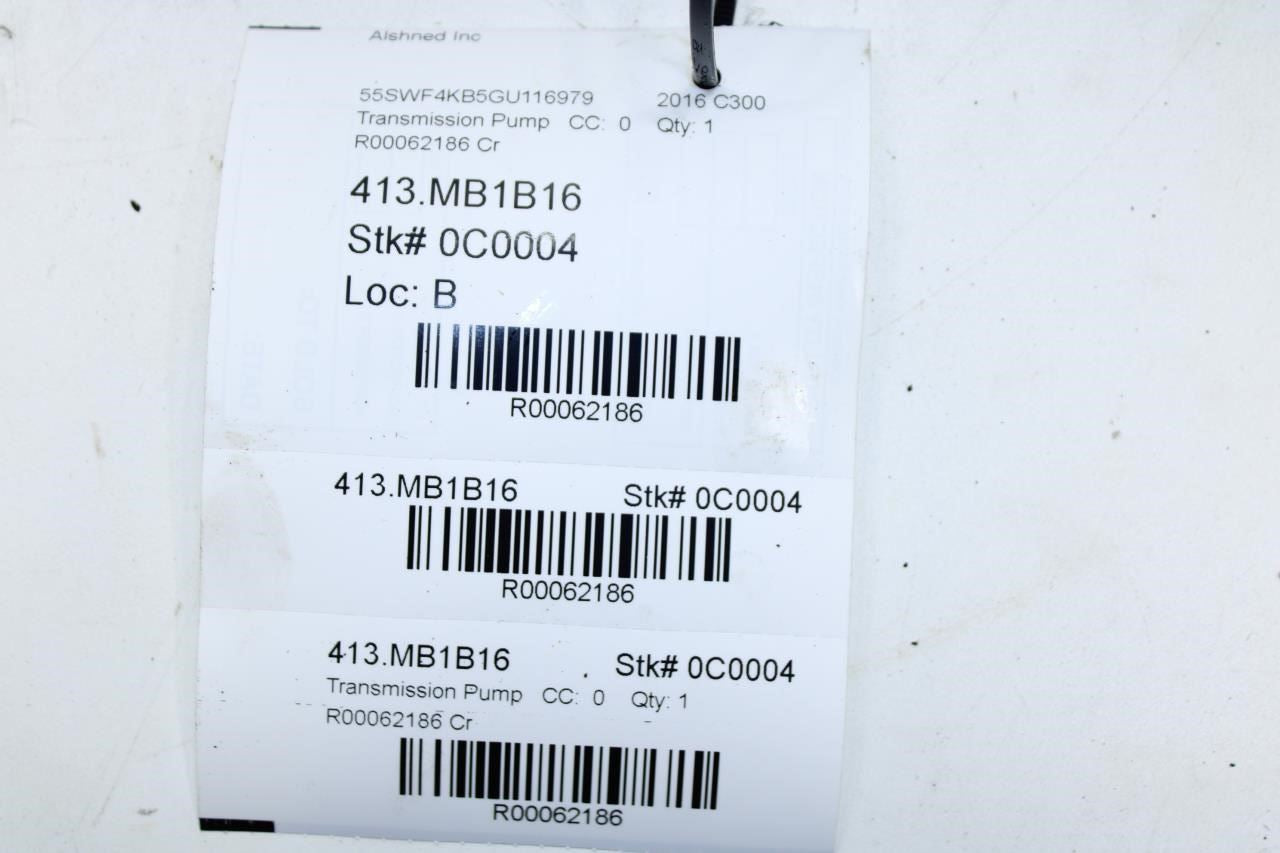 Alshned Inc
55SWF4KB5GU116979 2016 C300
Transmission Pump CC: 0 Qty: 1
R00062186 Cr
413.MB1B16
Stk# 0C0004
Loc: B
R00062186
413.MB1B16 Stk# 0C0004
R00062186
413.MB1B16 Stk# 0C0004
Transmission Pump CC: 0 Qty: 1
R00062186 Cr
R00062186